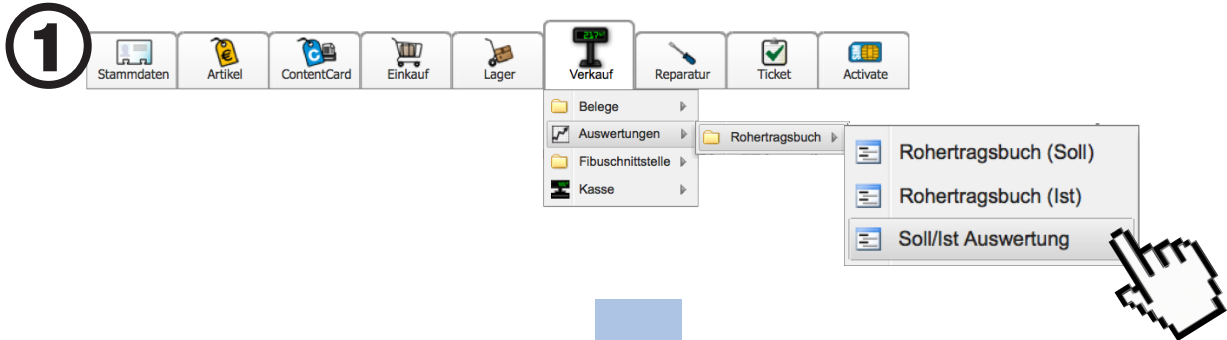 1
Stammdaten
Artikel
ContentCard
Einkauf
Lager
Verkauf
Reparatur
Ticket
Activate
Belege
Auswertungen
Fibuschnittstelle
Kasse
Rohertragsbuch
Rohertragsbuch (Soll)
Rohertragsbuch (Ist)
Soll/Ist Auswertung